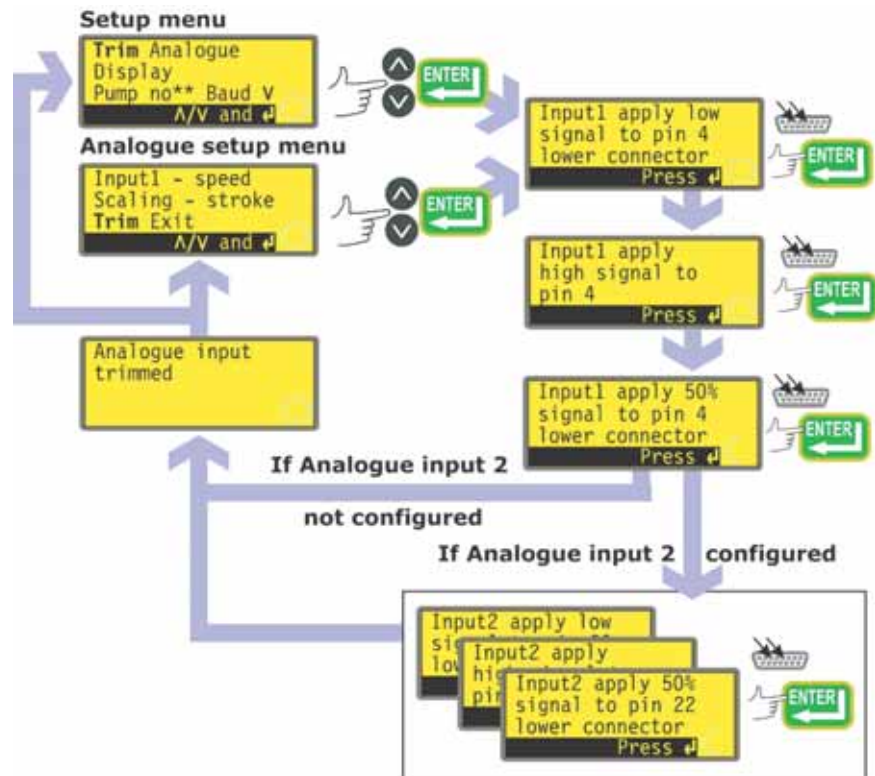 Setup menu
Trim Analogue
Display
Pump no** Baud V
Λ/V and ↵
ENTER
Analogue setup menu
Input1 - speed
Scaling - stroke
Trim Exit
Λ/V and ↵
ENTER
Input1 apply low
signal to pin 4
lower connector
Press ↵
ENTER
Input1 apply
high signal to
pin 4
Press ↵
ENTER
Input1 apply 50%
signal to pin 4
lower connector
Press ↵
ENTER
Analogue input
trimmed
If Analogue input 2
not configured
If Analogue input 2 configured
Input2 apply low
Input2 apply
Input2 apply 50%
signal to pin 22
lower connector
Press ↵
ENTER